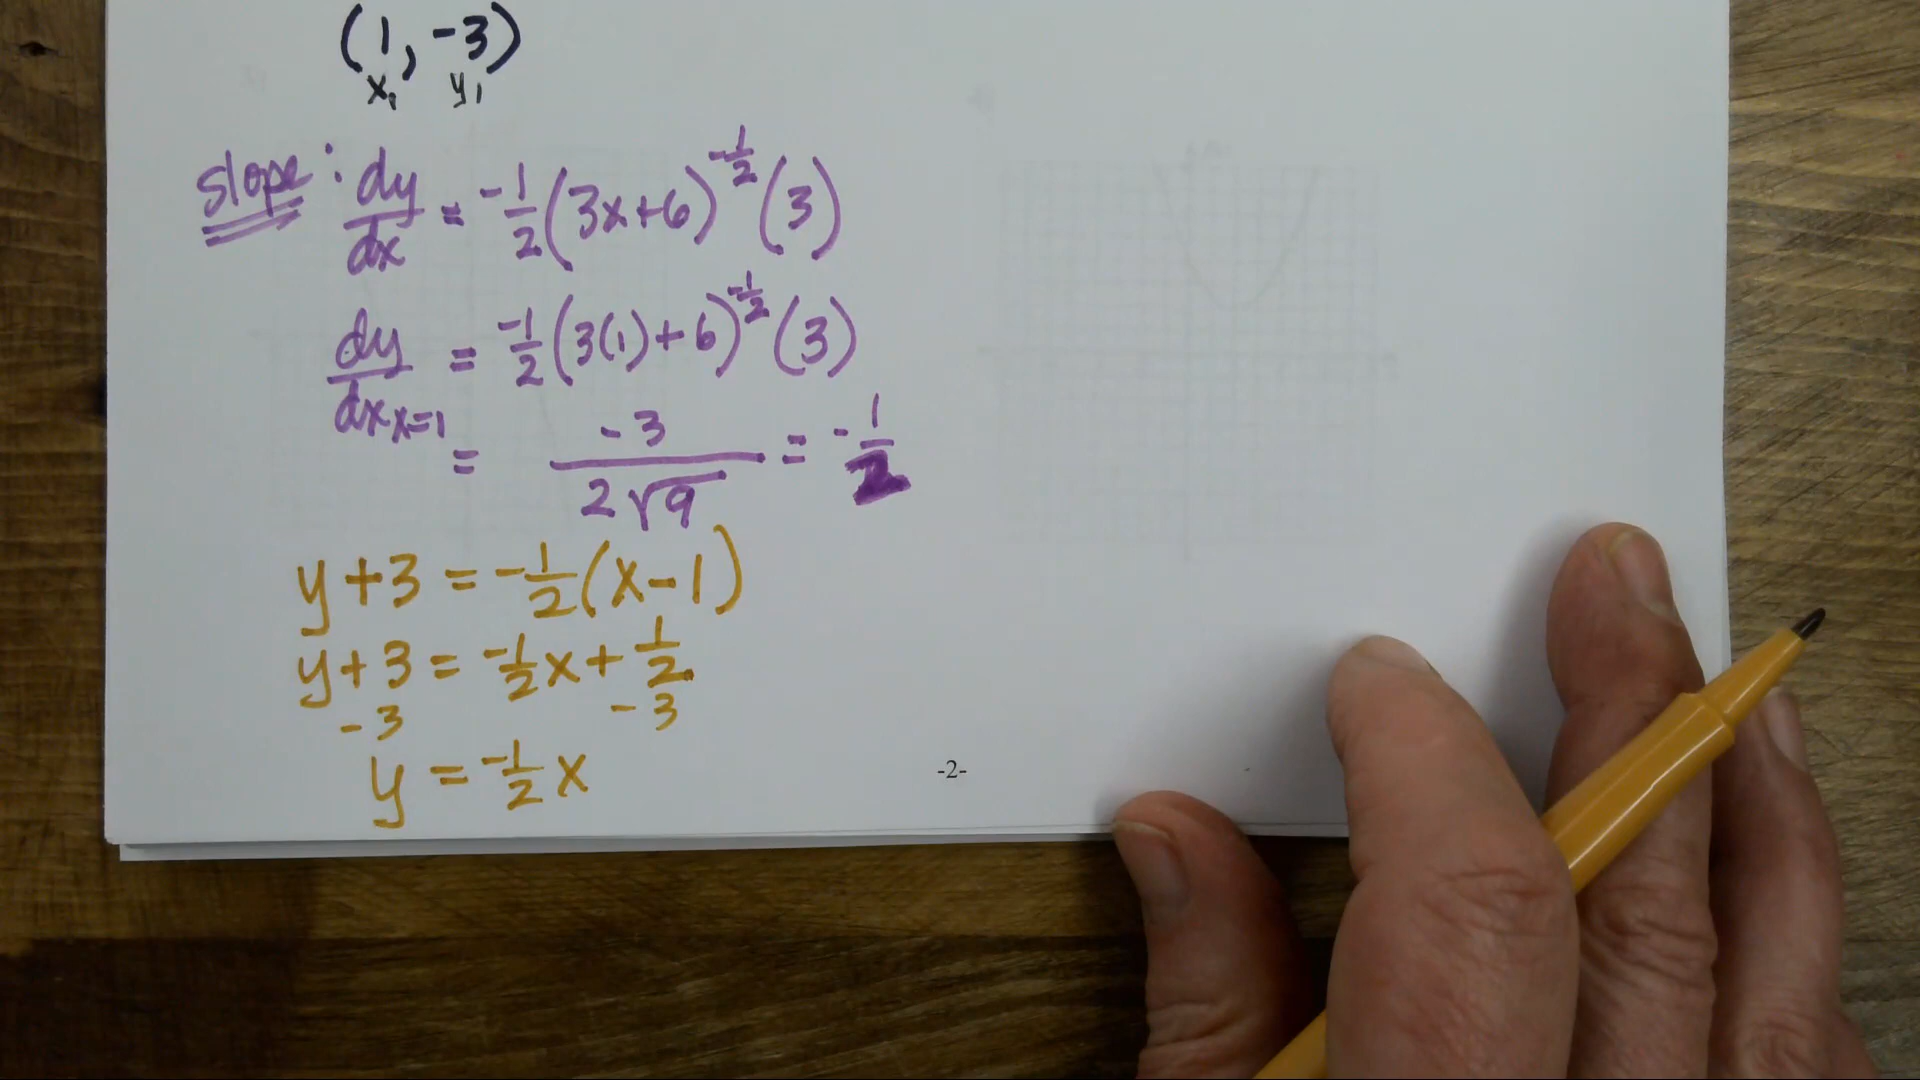 (1, -3)
x₁ y₁
slope: dy/dx = -1/2(3x+6)^(-1/2)(3)
dy/dx x=1 = -1/2(3(1)+6)^(-1/2)(3)
= -3/(2√9) = -1/2
y+3 = -1/2(x-1)
y+3 = -1/2x+1/2
-3 -3
y = -1/2x
-2-